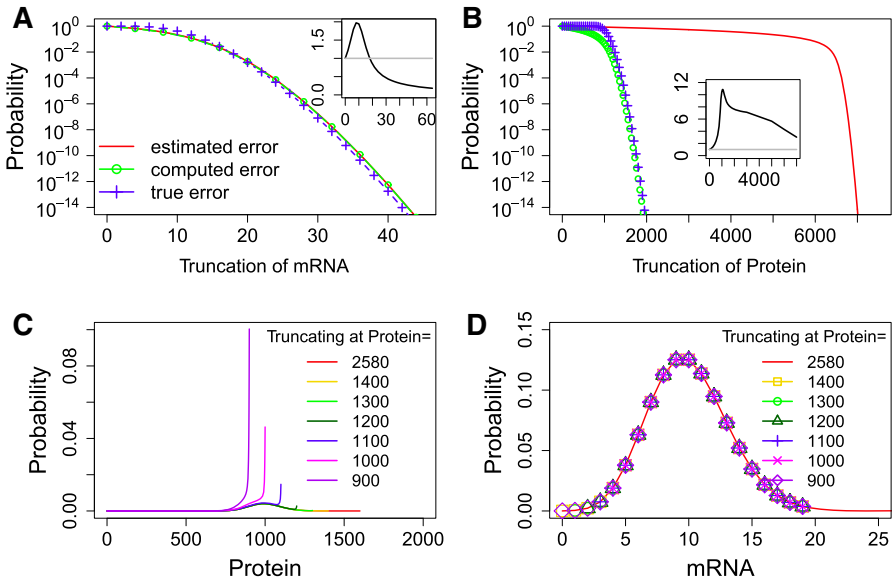 A
Probability
10⁰
10⁻²
10⁻⁴
10⁻⁶
10⁻⁸
10⁻¹⁰
10⁻¹²
10⁻¹⁴
estimated error
computed error
true error
0 10 20 30 40
Truncation of mRNA
1.5
0.0
0 30 60
B
Probability
10⁰
10⁻²
10⁻⁴
10⁻⁶
10⁻⁸
10⁻¹⁰
10⁻¹²
10⁻¹⁴
0 2000 4000 6000
Truncation of Protein
12
6
0
0 4000
C
Probability
0.08
0.04
0.00
Truncating at Protein=
2580
1400
1300
1200
1100
1000
900
0 500 1000 1500 2000
Protein
D
Probability
0.15
0.10
0.05
0.00
Truncating at Protein=
2580
1400
1300
1200
1100
1000
900
0 5 10 15 20 25
mRNA